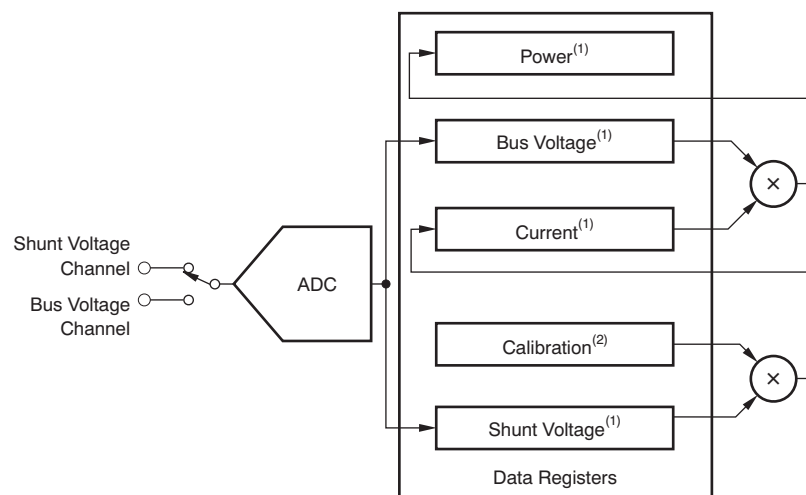 Power(1)
Bus Voltage(1)
×
Current(1)
Shunt Voltage
Channel
ADC
Bus Voltage
Channel
Calibration(2)
×
Shunt Voltage(1)
Data Registers